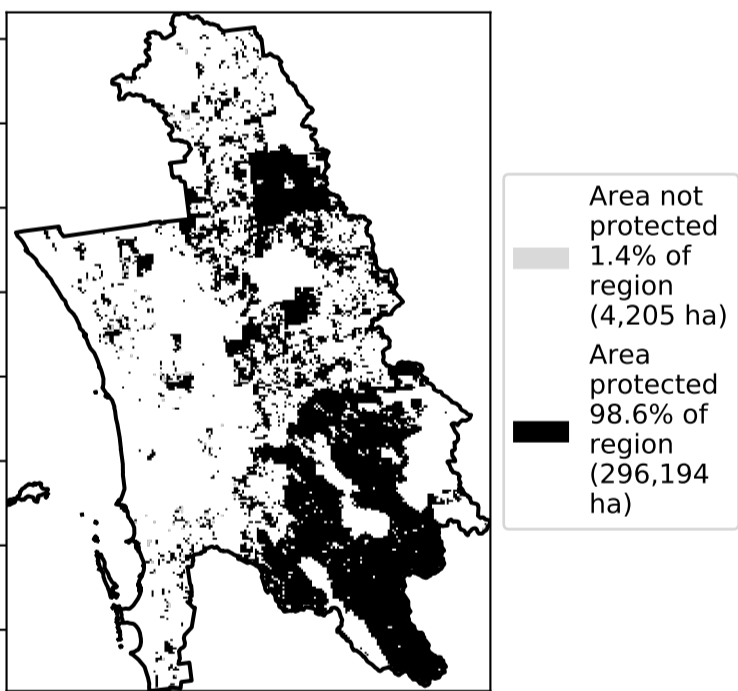 Area not
protected
1.4% of
region
(4,205 ha)
Area
protected
98.6% of
region
(296,194
ha)